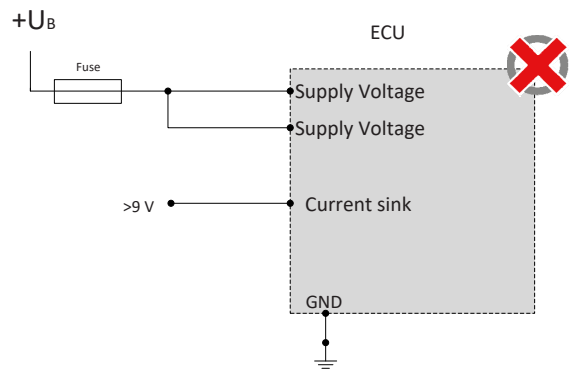 +UB
ECU
Fuse
Supply Voltage
Supply Voltage
>9 V
Current sink
GND